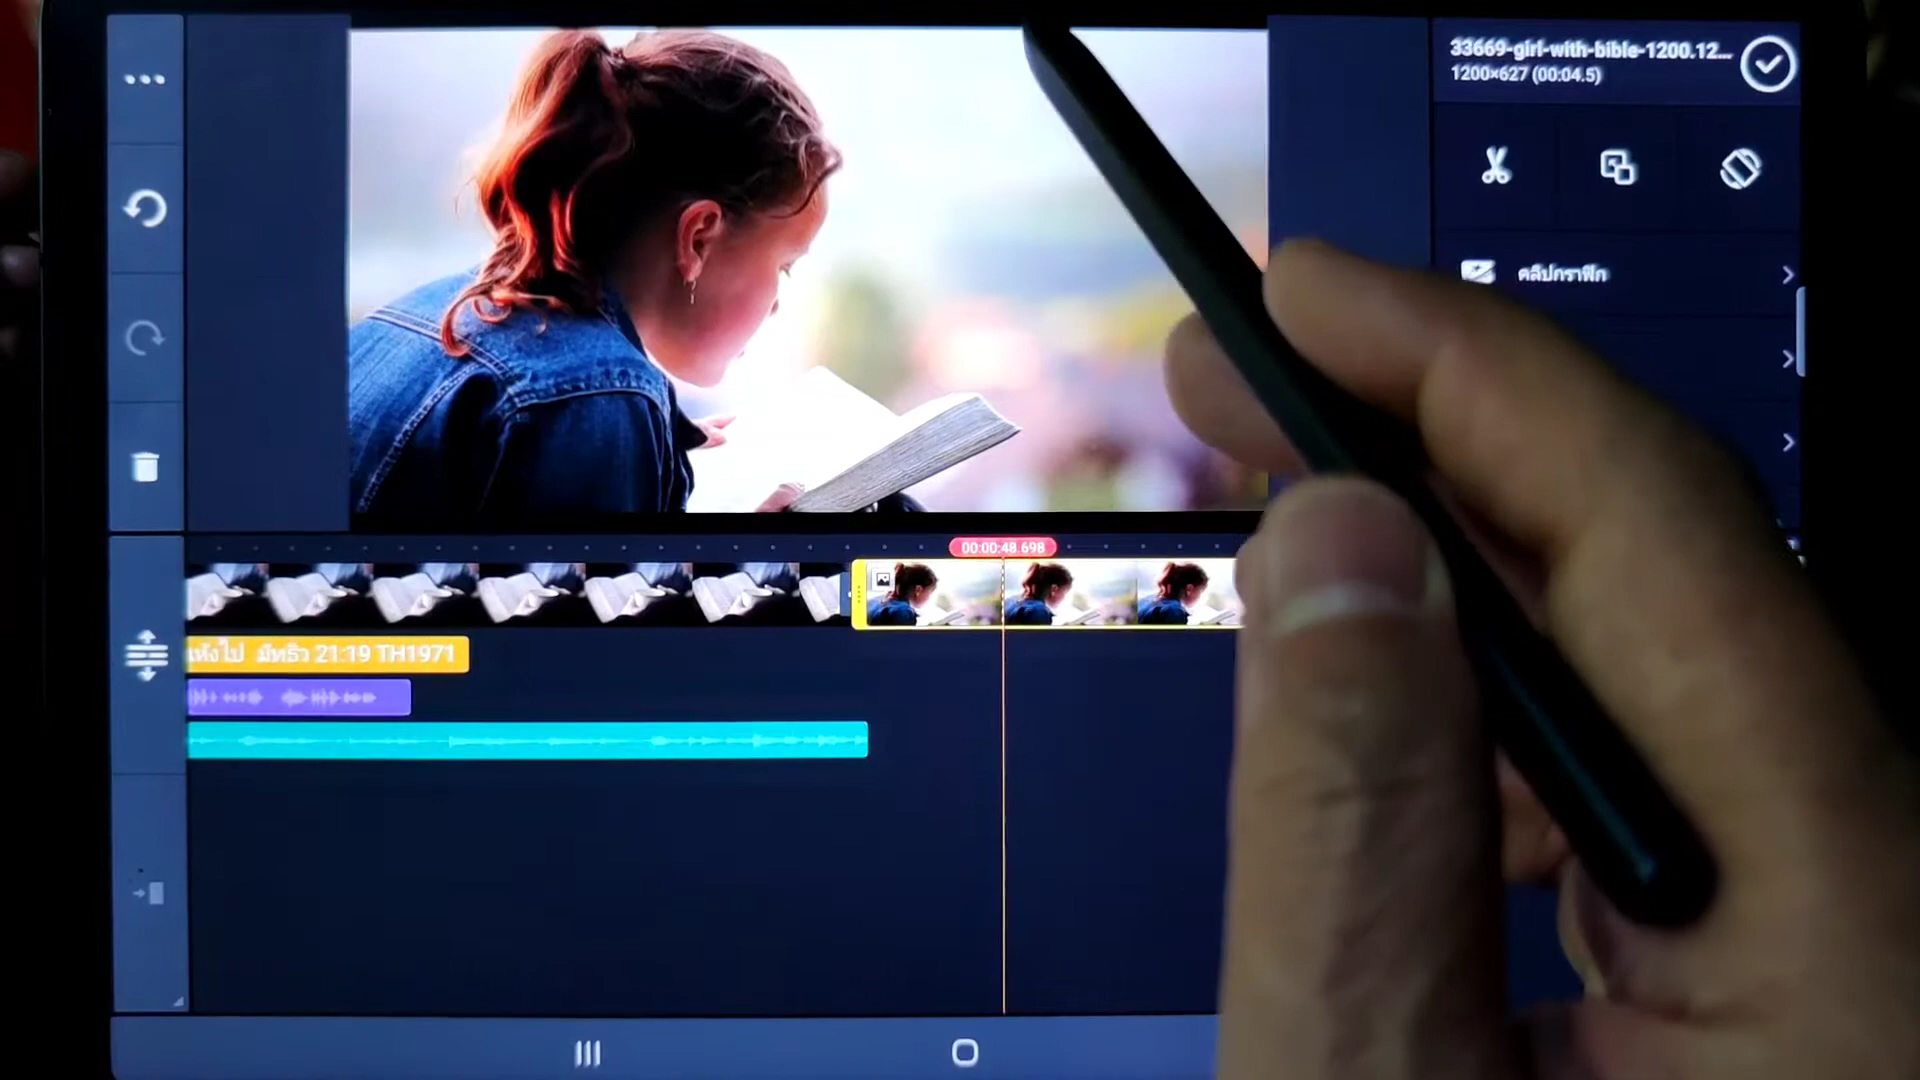 33669-girl-with-bible-1200.12...
1200×627 (00:04.5)
คลิปกราฟิก
00:00:48.698
แห้งไป มัทธิว 21:19 TH1971